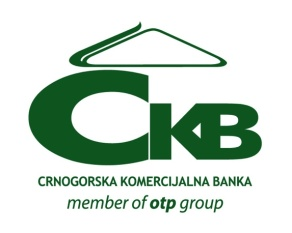 CKB
CRNOGORSKA KOMERCIJALNA BANKA
member of otp group